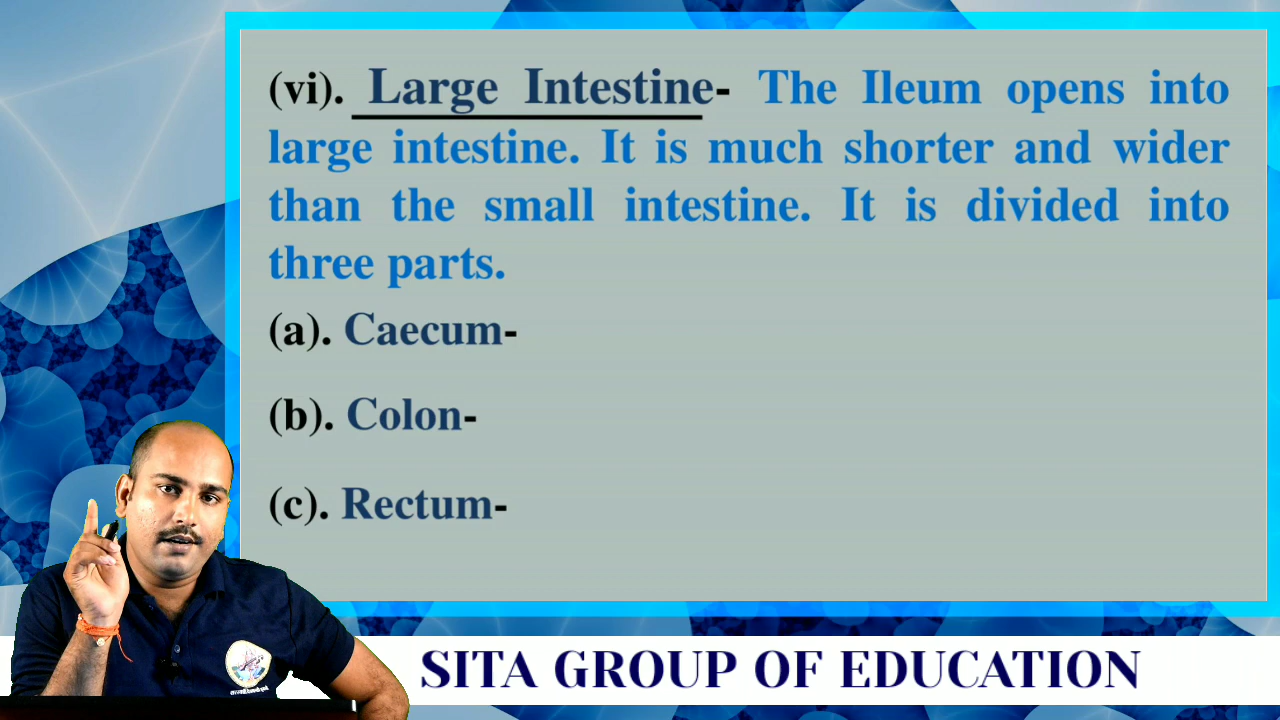 (vi). Large Intestine- The Ileum opens into
large intestine. It is much shorter and wider
than the small intestine. It is divided into
three parts.
(a). Caecum-
(b). Colon-
(c). Rectum-
SITA GROUP OF EDUCATION